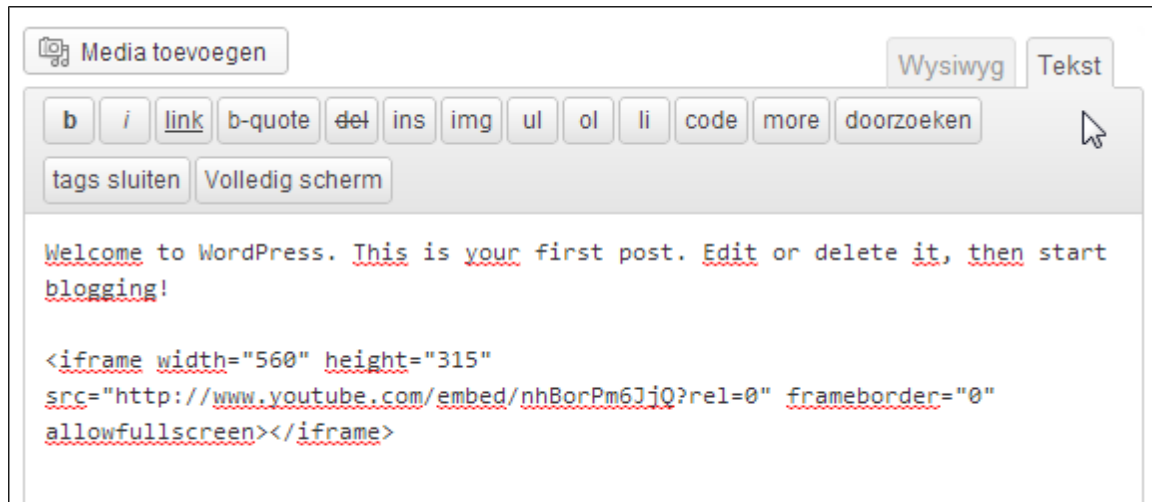 Media toevoegen
Wysiwyg Tekst
b i link b-quote del ins img ul ol li code more doorzoeken
tags sluiten Volledig scherm
Welcome to WordPress. This is your first post. Edit or delete it, then start
blogging!
<iframe width="560" height="315"
src="http://www.youtube.com/embed/nhBorPm6JjQ?rel=0" frameborder="0"
allowfullscreen></iframe>